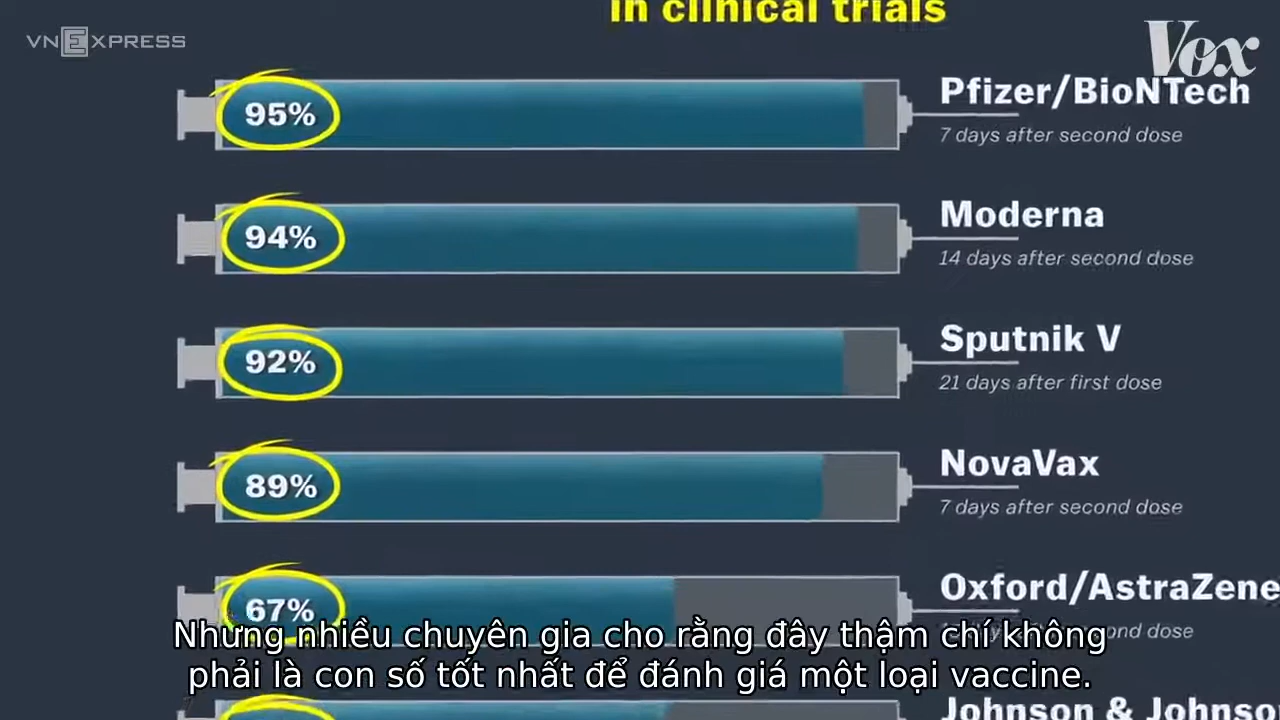 in clinical trials
VNEXPRESS
Vox
95%
Pfizer/BioNTech
7 days after second dose
94%
Moderna
14 days after second dose
92%
Sputnik V
21 days after first dose
89%
NovaVax
7 days after second dose
67%
Oxford/AstraZene
second dose
Nhưng nhiều chuyên gia cho rằng đây thậm chí không
phải là con số tốt nhất để đánh giá một loại vaccine.
Johnson & Johnso